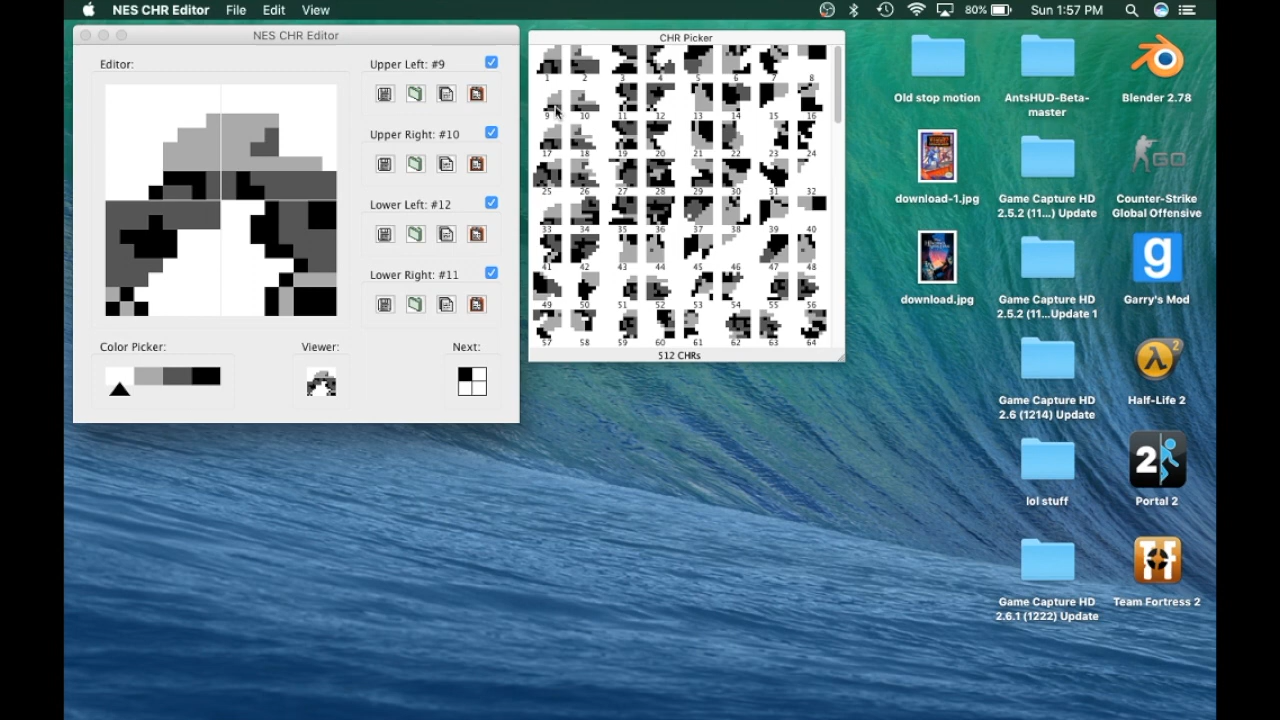 NES CHR Editor File Edit View 80% Sun 1:57 PM
NES CHR Editor
Editor:
Upper Left: #9
Upper Right: #10
Lower Left: #12
Lower Right: #11
Color Picker:
Viewer:
Next:
CHR Picker
1 2 3 4 5 6 7 8
9 10 11 12 13 14 15 16
17 18 19 20 21 22 23 24
25 26 27 28 29 30 31 32
33 34 35 36 37 38 39 40
41 42 43 44 45 46 47 48
49 50 51 52 53 54 55 56
57 58 59 60 61 62 63 64
512 CHRs
Old stop motion
AntsHUD-Beta-
master
Blender 2.78
download-1.jpg
Game Capture HD
2.5.2 (11...) Update
GO
Counter-Strike
Global Offensive
download.jpg
Game Capture HD
2.5.2 (11...Update 1
g
Garry's Mod
Game Capture HD
2.6 (1214) Update
λ 2
Half-Life 2
lol stuff
2
Portal 2
Game Capture HD
2.6.1 (1222) Update
Team Fortress 2